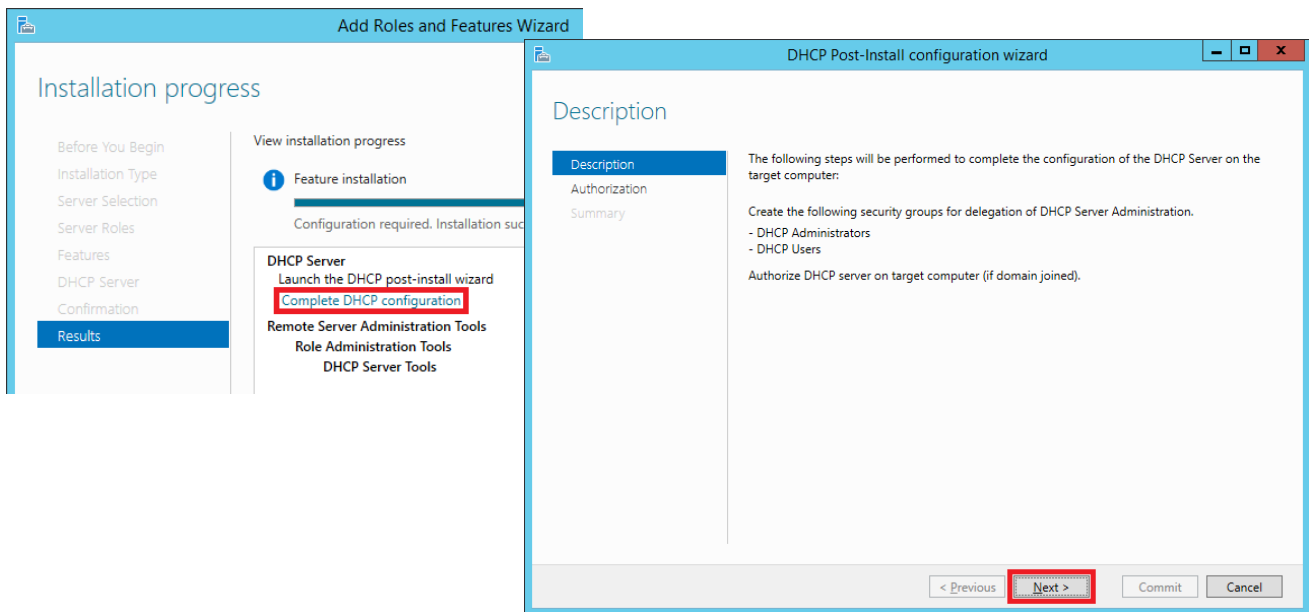 Add Roles and Features Wizard
Installation progress
Before You Begin
Installation Type
Server Selection
Server Roles
Features
DHCP Server
Confirmation
Results
View installation progress
Feature installation
Configuration required. Installation suc
DHCP Server
Launch the DHCP post-install wizard
Complete DHCP configuration
Remote Server Administration Tools
Role Administration Tools
DHCP Server Tools
DHCP Post-Install configuration wizard
Description
Description
Authorization
Summary
The following steps will be performed to complete the configuration of the DHCP Server on the
target computer:
Create the following security groups for delegation of DHCP Server Administration.
- DHCP Administrators
- DHCP Users
Authorize DHCP server on target computer (if domain joined).
< Previous
Next >
Commit
Cancel